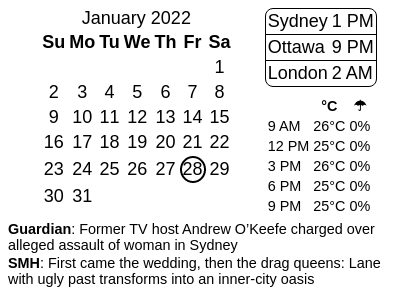 January 2022
Su Mo Tu We Th Fr Sa
1
2 3 4 5 6 7 8
9 10 11 12 13 14 15
16 17 18 19 20 21 22
23 24 25 26 27 28 29
30 31
Sydney 1 PM
Ottawa 9 PM
London 2 AM
°C ☂
9 AM 26°C 0%
12 PM 25°C 0%
3 PM 26°C 0%
6 PM 25°C 0%
9 PM 25°C 0%
Guardian: Former TV host Andrew O’Keefe charged over
alleged assault of woman in Sydney
SMH: First came the wedding, then the drag queens: Lane
with ugly past transforms into an inner-city oasis